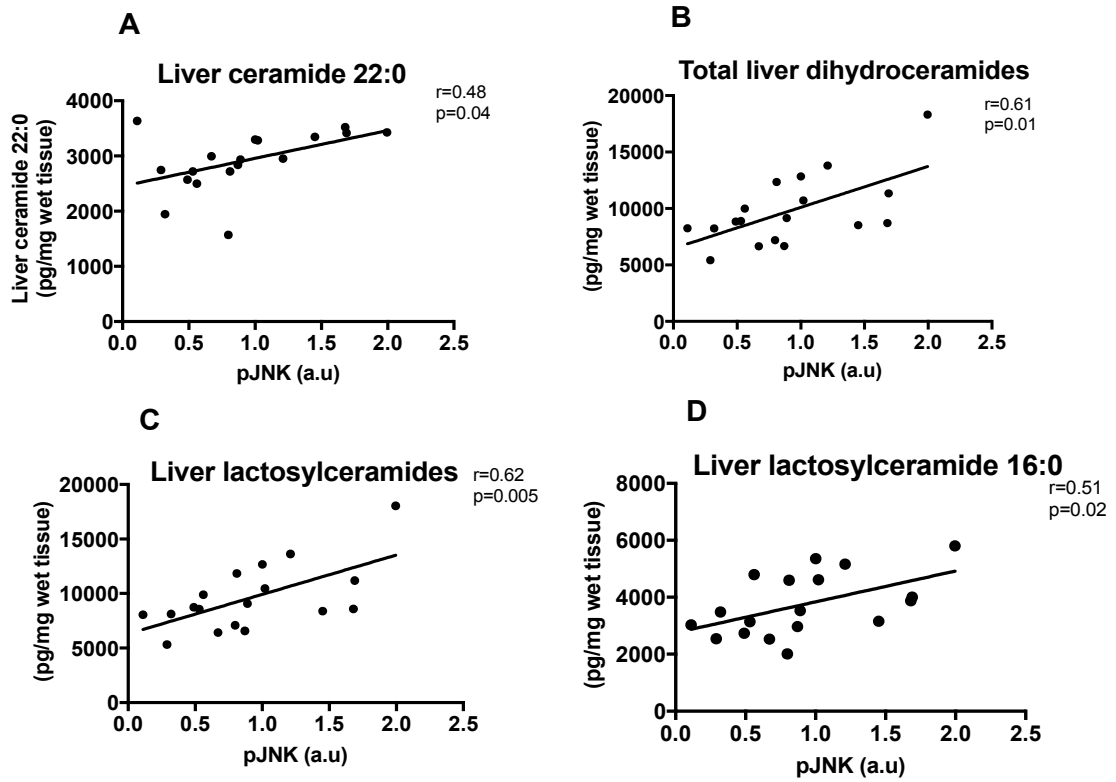 A
Liver ceramide 22:0
r=0.48
p=0.04
Liver ceramide 22:0
(pg/mg wet tissue)
4000
3000
2000
1000
0
0.0 0.5 1.0 1.5 2.0 2.5
pJNK (a.u)
B
Total liver dihydroceramides
r=0.61
p=0.01
(pg/mg wet tissue)
20000
15000
10000
5000
0
0.0 0.5 1.0 1.5 2.0 2.5
pJNK (a.u)
C
Liver lactosylceramides
r=0.62
p=0.005
(pg/mg wet tissue)
20000
15000
10000
5000
0
0.0 0.5 1.0 1.5 2.0 2.5
pJNK (a.u)
D
Liver lactosylceramide 16:0
r=0.51
p=0.02
(pg/mg wet tissue)
8000
6000
4000
2000
0
0.0 0.5 1.0 1.5 2.0 2.5
pJNK (a.u)